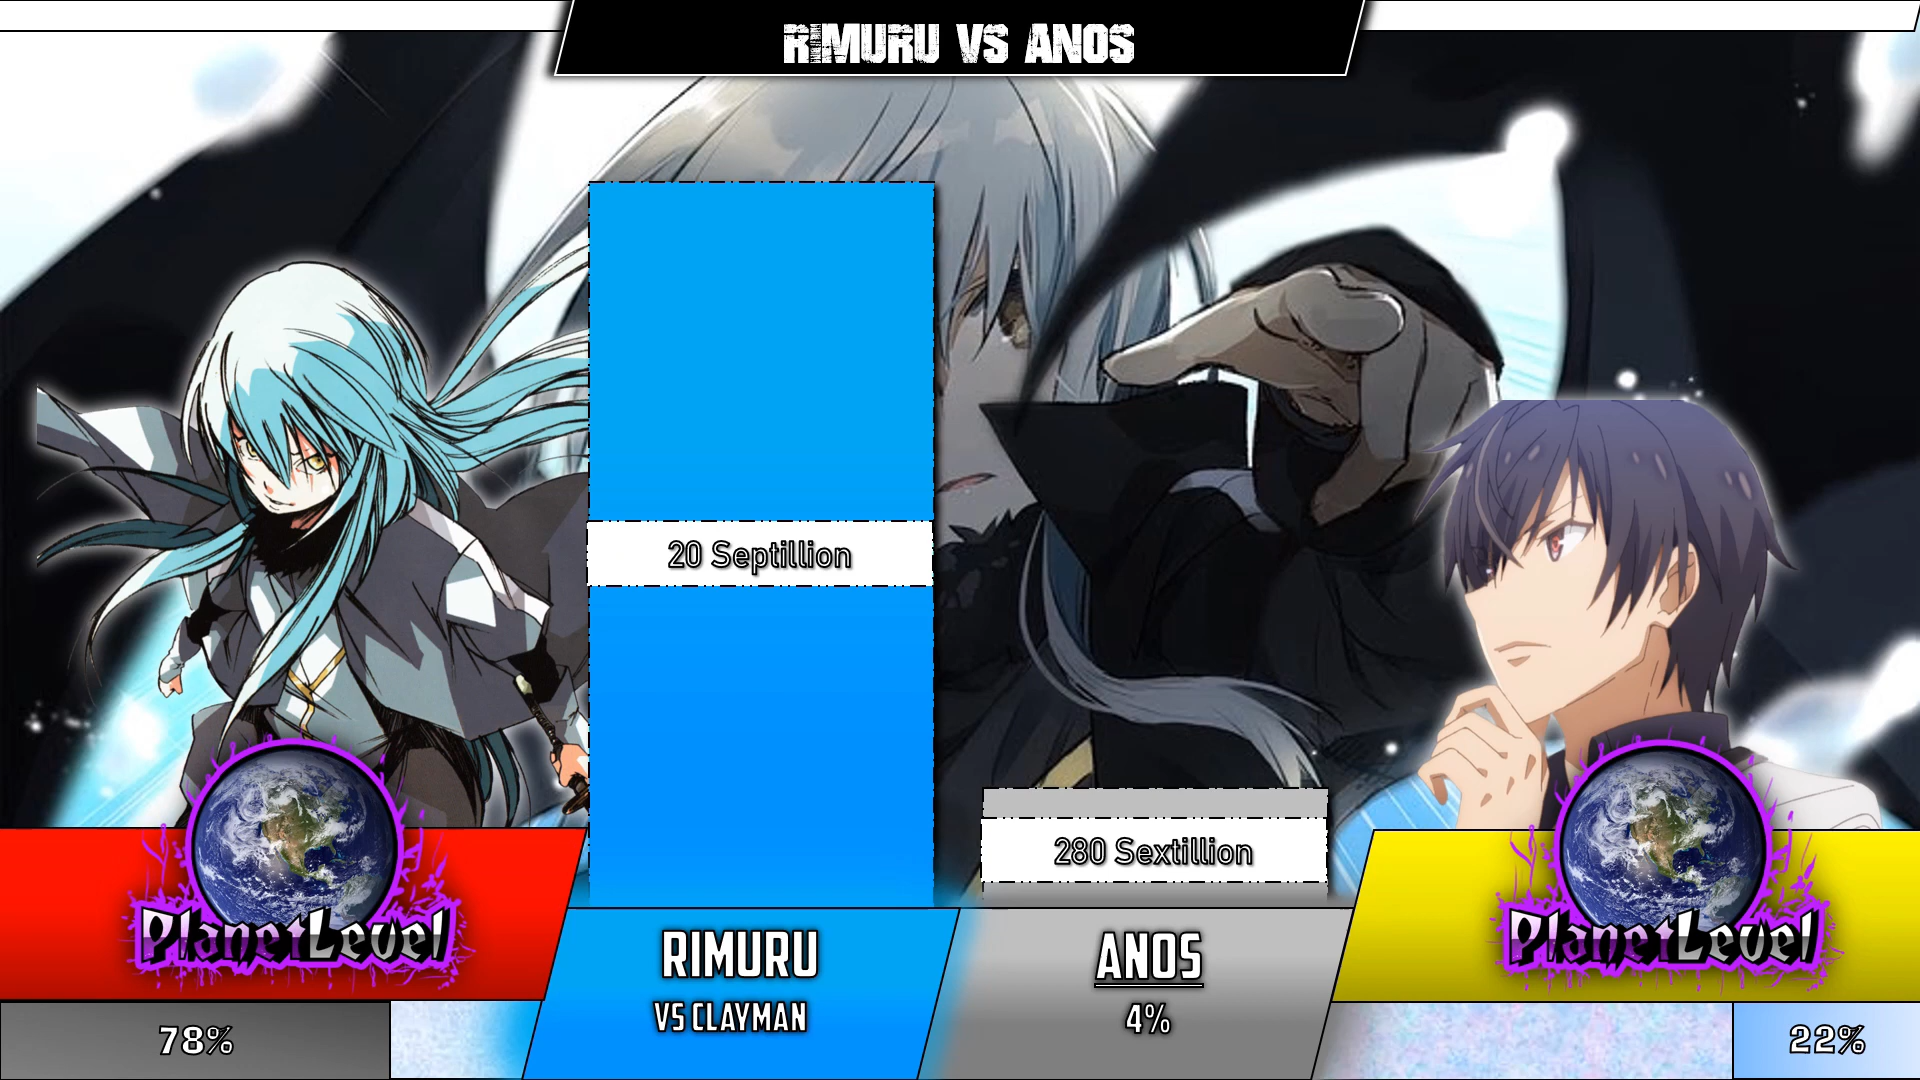 RIMURU VS ANOS
20 Septillion
280 Sextillion
PlanetLevel
RIMURU
VS CLAYMAN
ANOS
4%
PlanetLevel
78%
22%